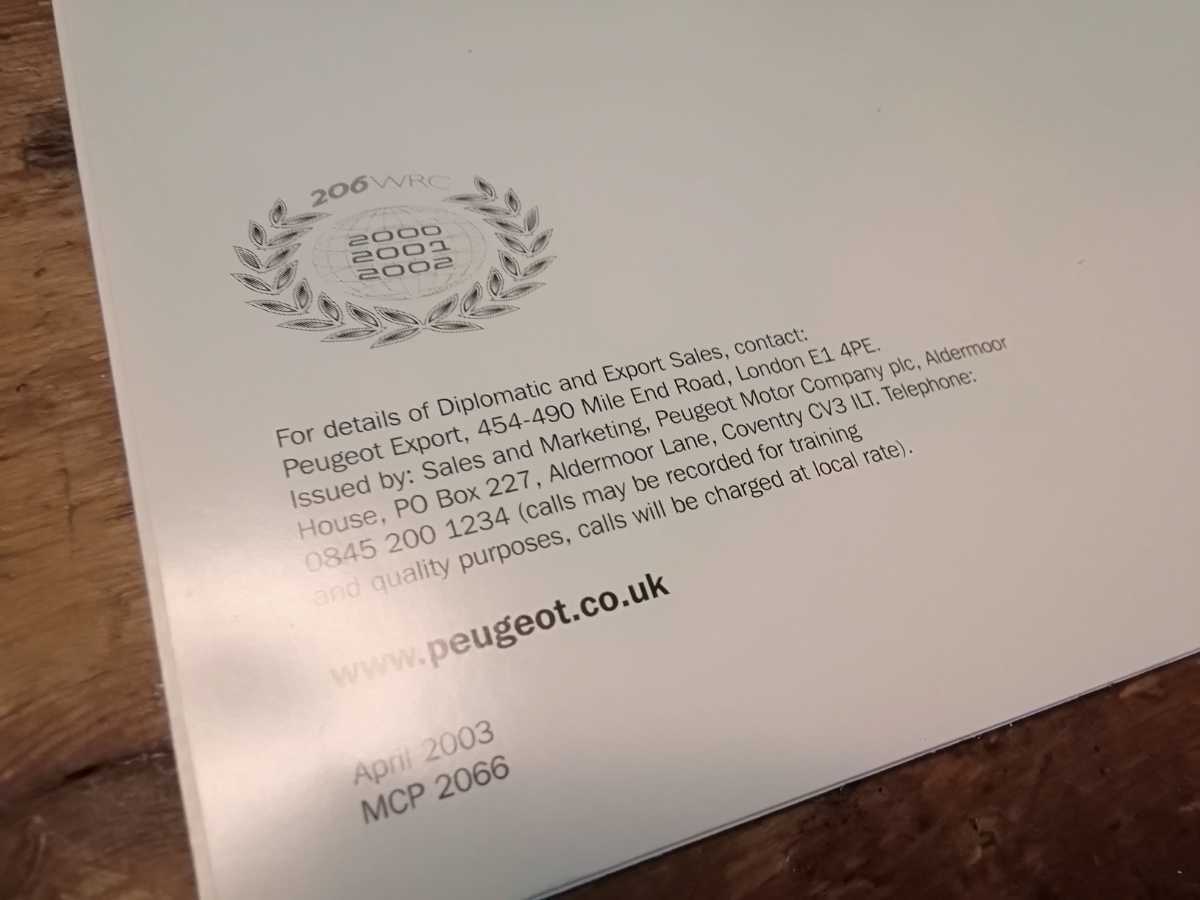 206WRC
2000
2001
2002
For details of Diplomatic and Export Sales, contact:
Peugeot Export, 454-490 Mile End Road, London E1 4PE.
Issued by: Sales and Marketing, Peugeot Motor Company plc, Aldermoor
House, PO Box 227, Aldermoor Lane, Coventry CV3 ILT. Telephone:
0845 200 1234 (calls may be recorded for training
and quality purposes, calls will be charged at local rate).
www.peugeot.co.uk
April 2003
MCP 2066